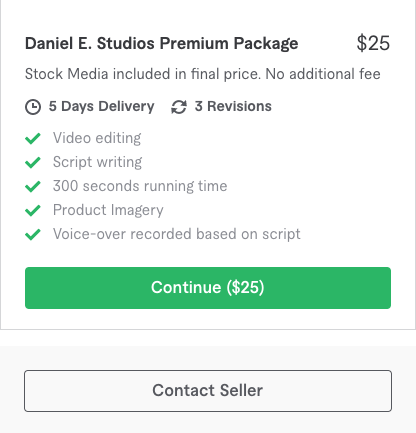 Daniel E. Studios Premium Package $25
Stock Media included in final price. No additional fee
5 Days Delivery 3 Revisions
Video editing
Script writing
300 seconds running time
Product Imagery
Voice-over recorded based on script
Continue ($25)
Contact Seller